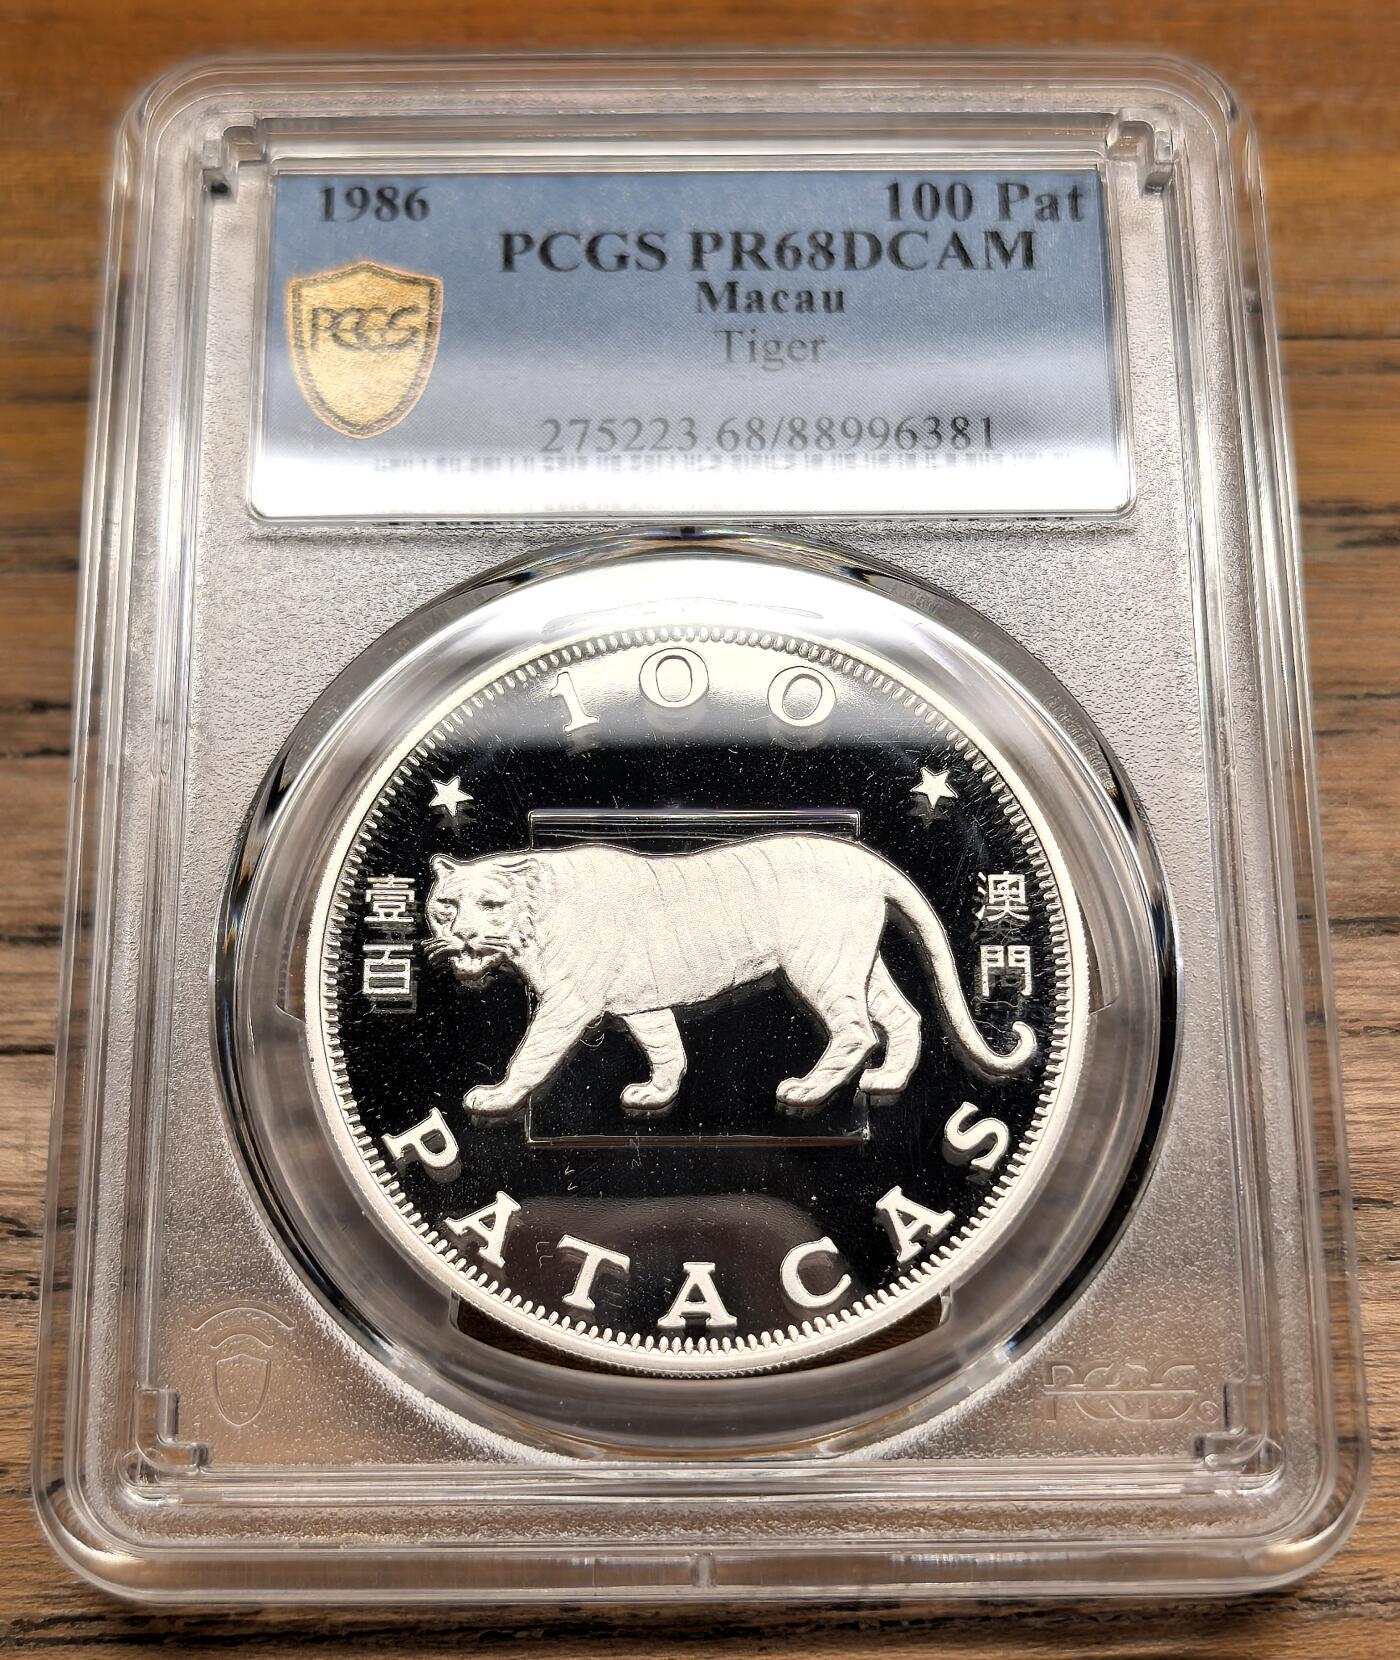 1986
100 Pat
PCGS PR68DCAM
Macau
Tiger
PCGS
275223.68/88996381
100
壹百
澳門
PATACAS
PCGS